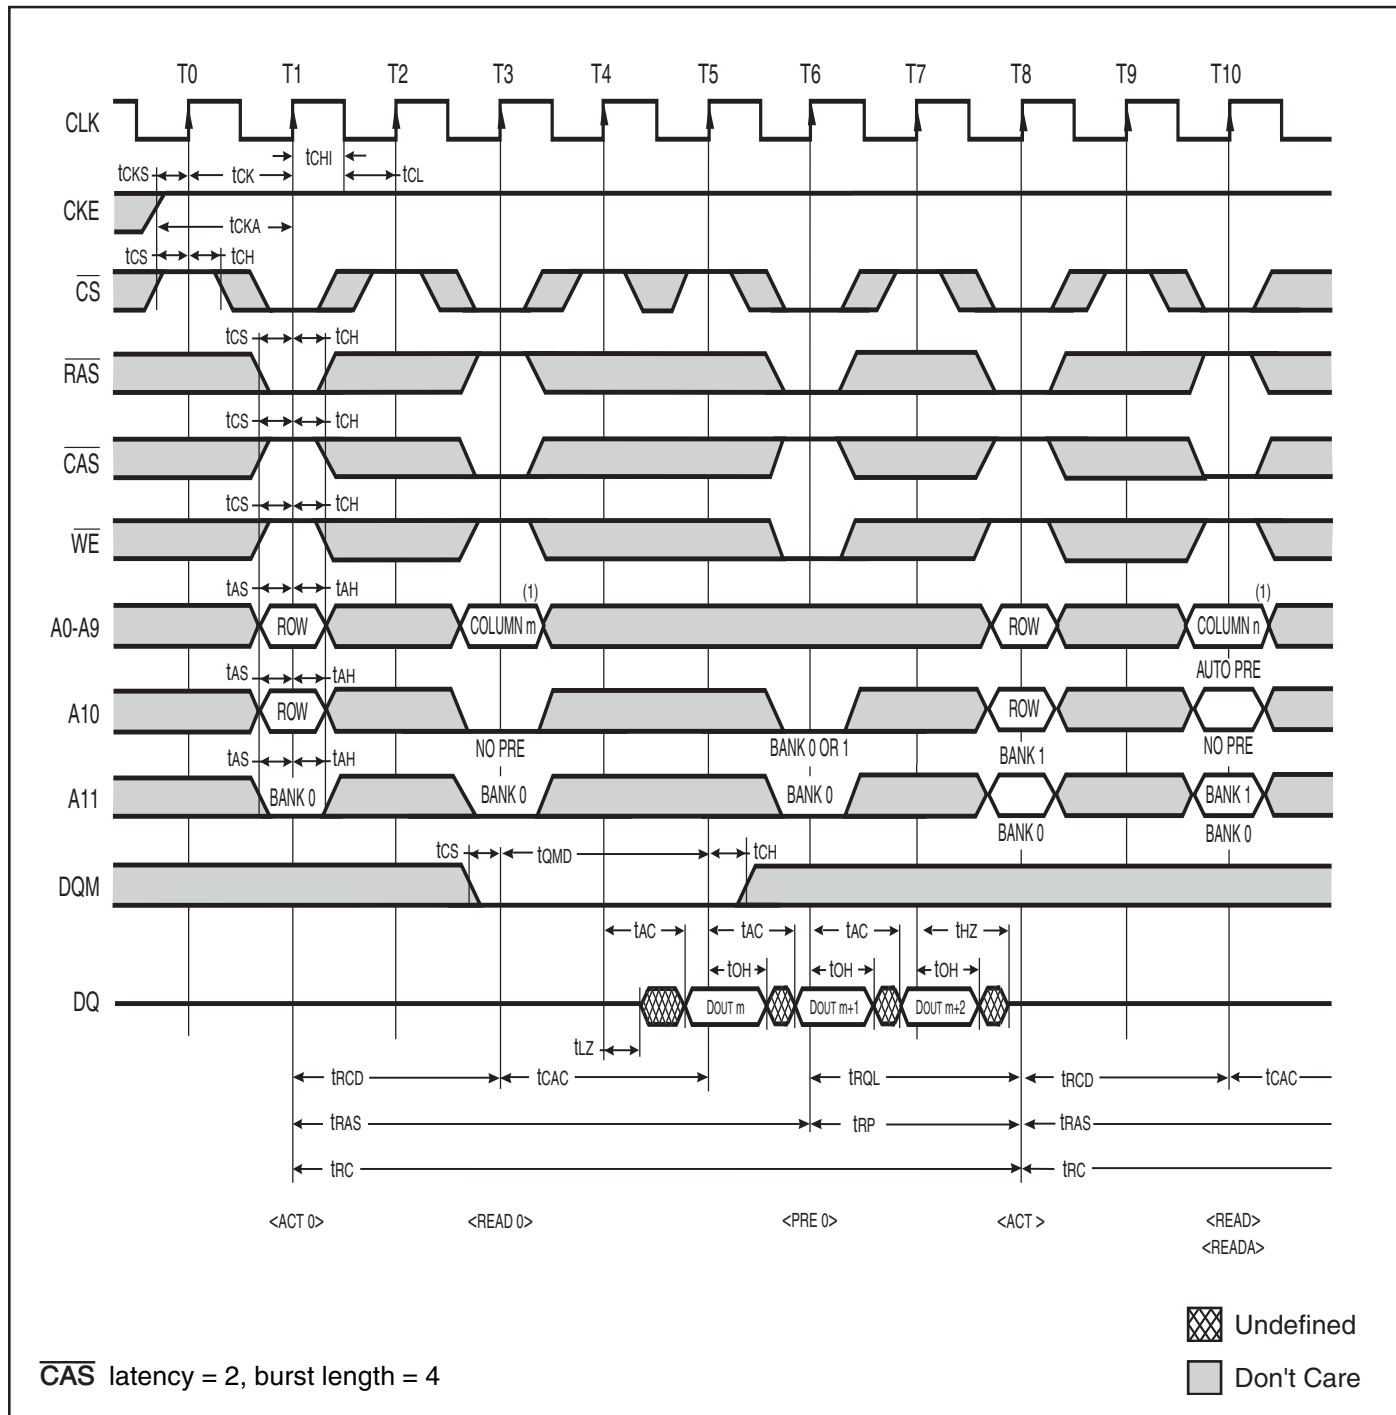 T0 T1 T2 T3 T4 T5 T6 T7 T8 T9 T10
CLK
tCHI
tCKS tCK tCL
CKE
tCKA
tCS tCH
CS
tCS tCH
RAS
tCS tCH
CAS
tCS tCH
WE
tAS tAH (1) (1)
A0-A9 ROW COLUMN m ROW COLUMN n
tAS tAH AUTO PRE
A10 ROW ROW
NO PRE BANK 0 OR 1 BANK 1 NO PRE
tAS tAH
A11 BANK 0 BANK 0 BANK 0 BANK 1
BANK 0 BANK 0
tCS tQMD tCH
DQM
tAC tAC tAC tHZ
tOH tOH tOH
DQ DOUT m DOUT m+1 DOUT m+2
tLZ
tRCD tCAC tRQL tRCD tCAC
tRAS tRP tRAS
tRC tRC
<ACT 0> <READ 0> <PRE 0> <ACT > <READ>
<READA>
Undefined
CAS latency = 2, burst length = 4
Don't Care